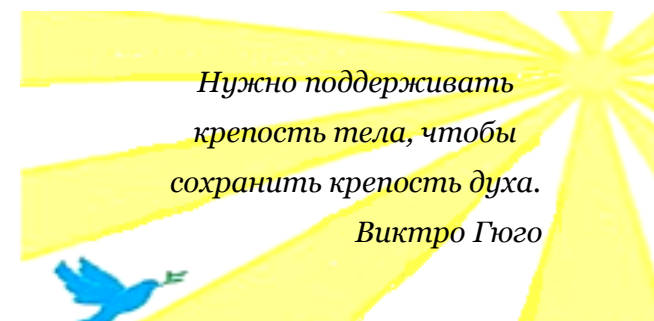 Нужно поддерживать
крепость тела, чтобы
сохранить крепость духа.
Виктро Гюго